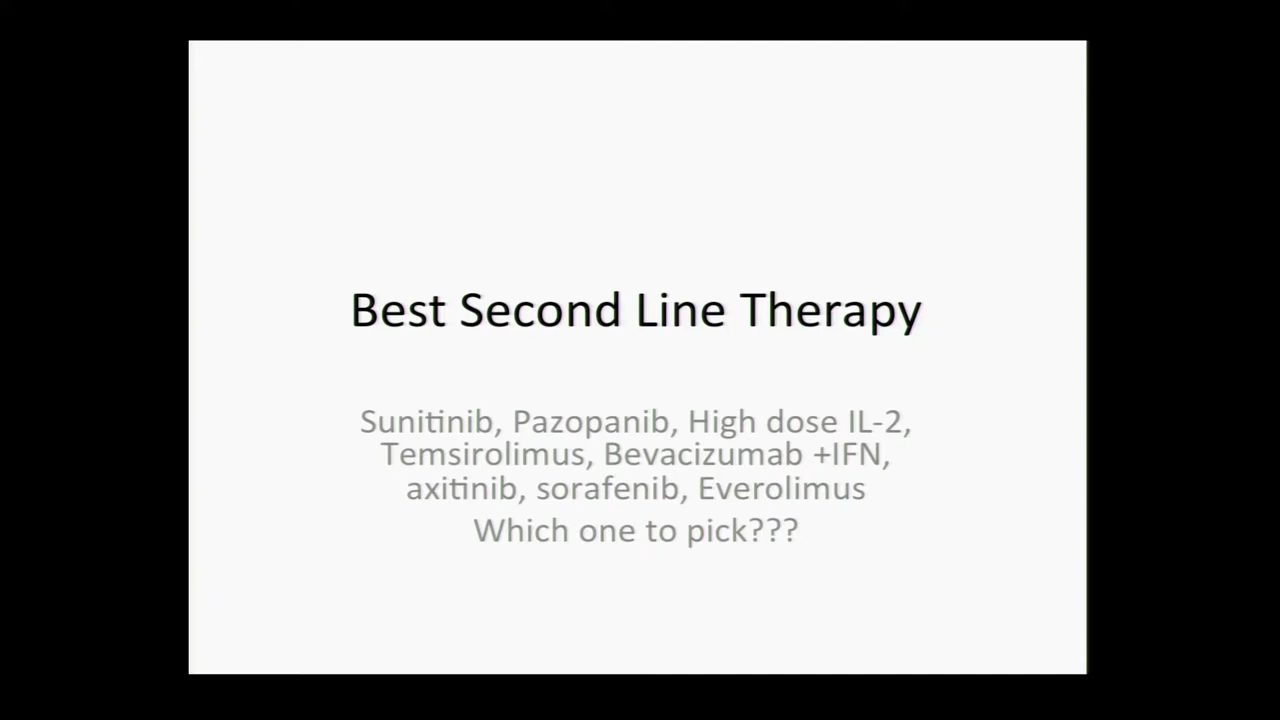 Best Second Line Therapy
Sunitinib, Pazopanib, High dose IL-2,
Temsirolimus, Bevacizumab +IFN,
axitinib, sorafenib, Everolimus
Which one to pick???